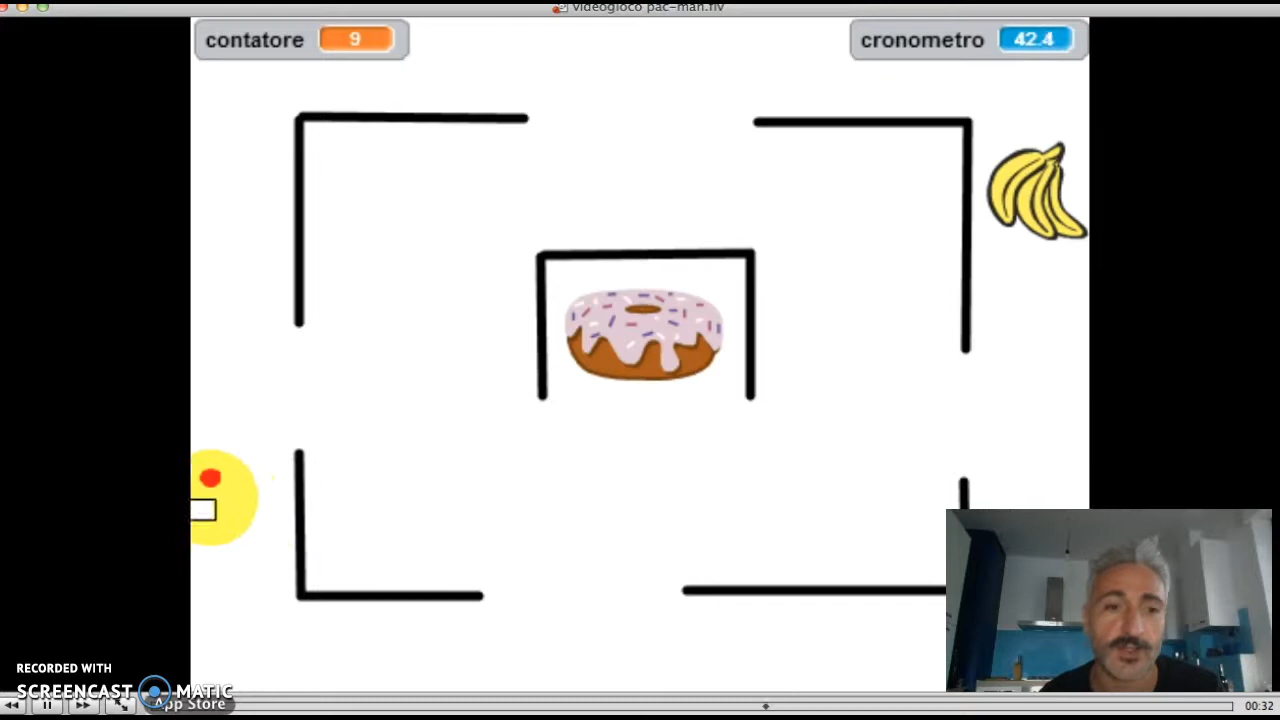 videogioco pac-man.flv
contatore 9
cronometro 42.4
RECORDED WITH
SCREENCAST MATIC
App Store
00:32